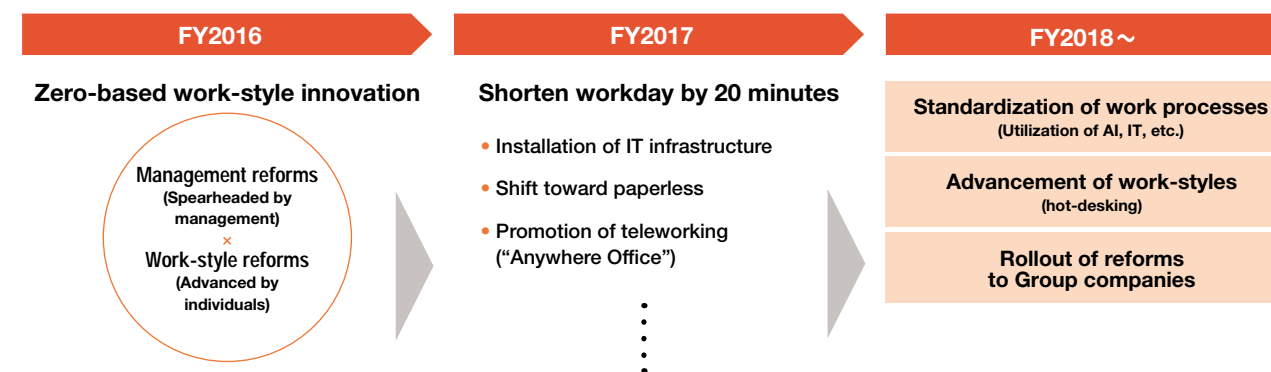 FY2016
FY2017
FY2018～
Zero-based work-style innovation
Management reforms
(Spearheaded by
management)
×
Work-style reforms
(Advanced by
individuals)
Shorten workday by 20 minutes
• Installation of IT infrastructure
• Shift toward paperless
• Promotion of teleworking
(“Anywhere Office”)
Standardization of work processes
(Utilization of AI, IT, etc.)
Advancement of work-styles
(hot-desking)
Rollout of reforms
to Group companies